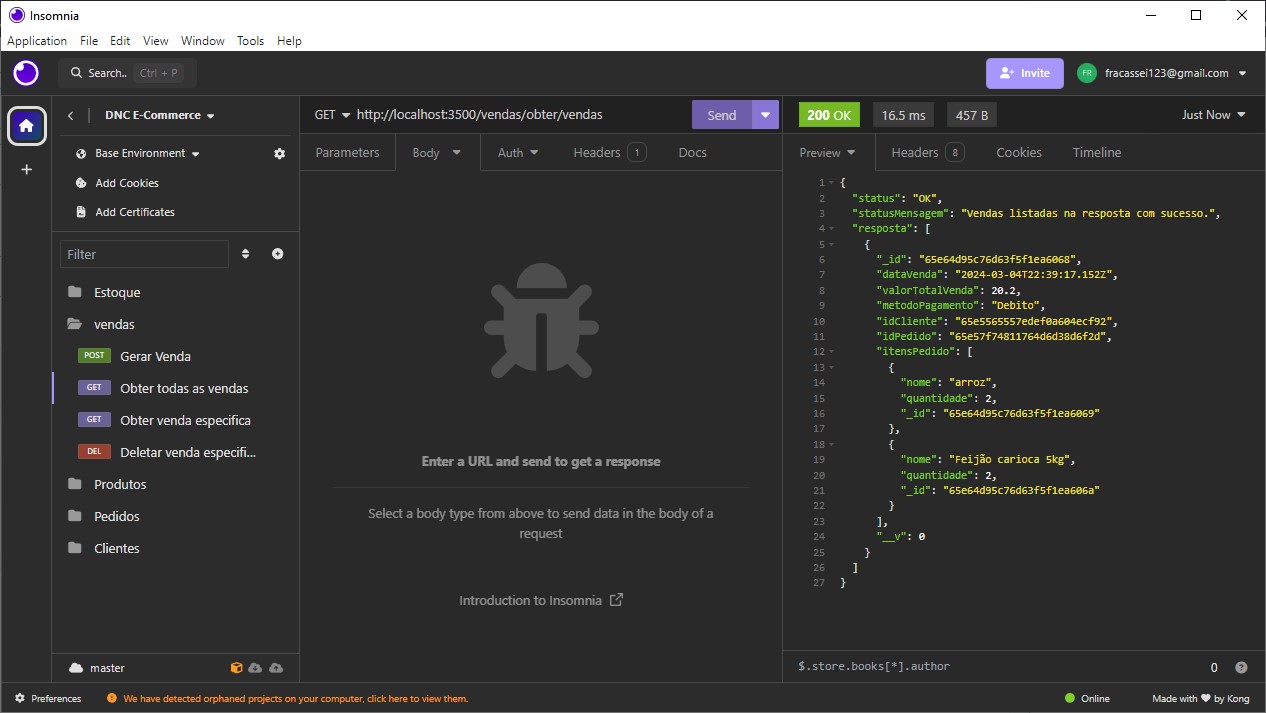 Insomnia
Application File Edit View Window Tools Help
Search.. Ctrl + P
Invite
FR fracassei123@gmail.com
DNC E-Commerce
Base Environment
Add Cookies
Add Certificates
Filter
Estoque
vendas
POST Gerar Venda
GET Obter todas as vendas
GET Obter venda especifica
DEL Deletar venda especifi...
Produtos
Pedidos
Clientes
master
GET http://localhost:3500/vendas/obter/vendas
Send
Parameters Body Auth Headers 1 Docs
Enter a URL and send to get a response
Select a body type from above to send data in the body of a
request
Introduction to Insomnia
200 OK 16.5 ms 457 B Just Now
Preview Headers 8 Cookies Timeline
1 {
2 "status": "OK",
3 "statusMensagem": "Vendas listadas na resposta com sucesso.",
4 "resposta": [
5 {
6 "_id": "65e64d95c76d63f5f1ea6068",
7 "dataVenda": "2024-03-04T22:39:17.152Z",
8 "valorTotalVenda": 20.2,
9 "metodoPagamento": "Debito",
10 "idCliente": "65e5565557edef0a604ecf92",
11 "idPedido": "65e57f74811764d6d38d6f2d",
12 "itensPedido": [
13 {
14 "nome": "arroz",
15 "quantidade": 2,
16 "_id": "65e64d95c76d63f5f1ea6069"
17 },
18 {
19 "nome": "Feijão carioca 5kg",
20 "quantidade": 2,
21 "_id": "65e64d95c76d63f5f1ea606a"
22 }
23 ],
24 "__v": 0
25 }
26 ]
27 }
$.store.books[*].author 0
Preferences
We have detected orphaned projects on your computer, click here to view them.
Online
Made with ❤ by Kong